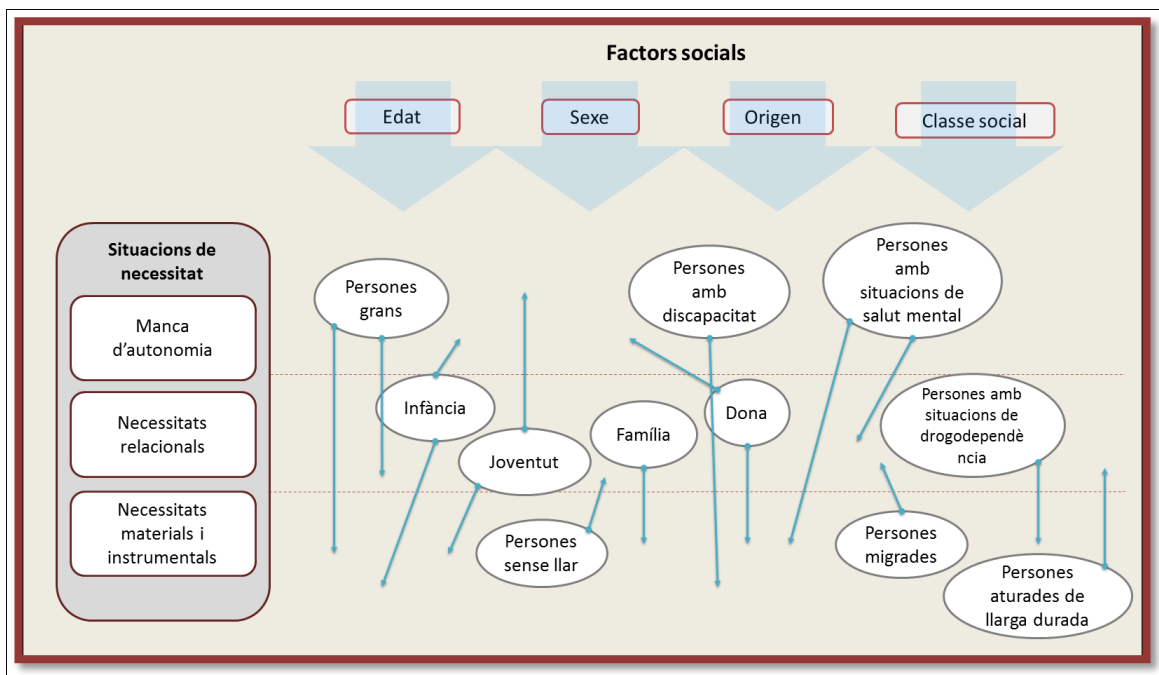 Factors socials
Edat
Sexe
Origen
Classe social
Situacions de
necessitat
Manca
d'autonomia
Necessitats
relacionals
Necessitats
materials i
instrumentals
Persones
grans
Persones
amb
discapacitat
Persones
amb
situacions de
salut mental
Infància
Joventut
Família
Dona
Persones amb
situacions de
drogodependè
ncia
Persones
sense llar
Persones
migrades
Persones
aturades de
llarga durada